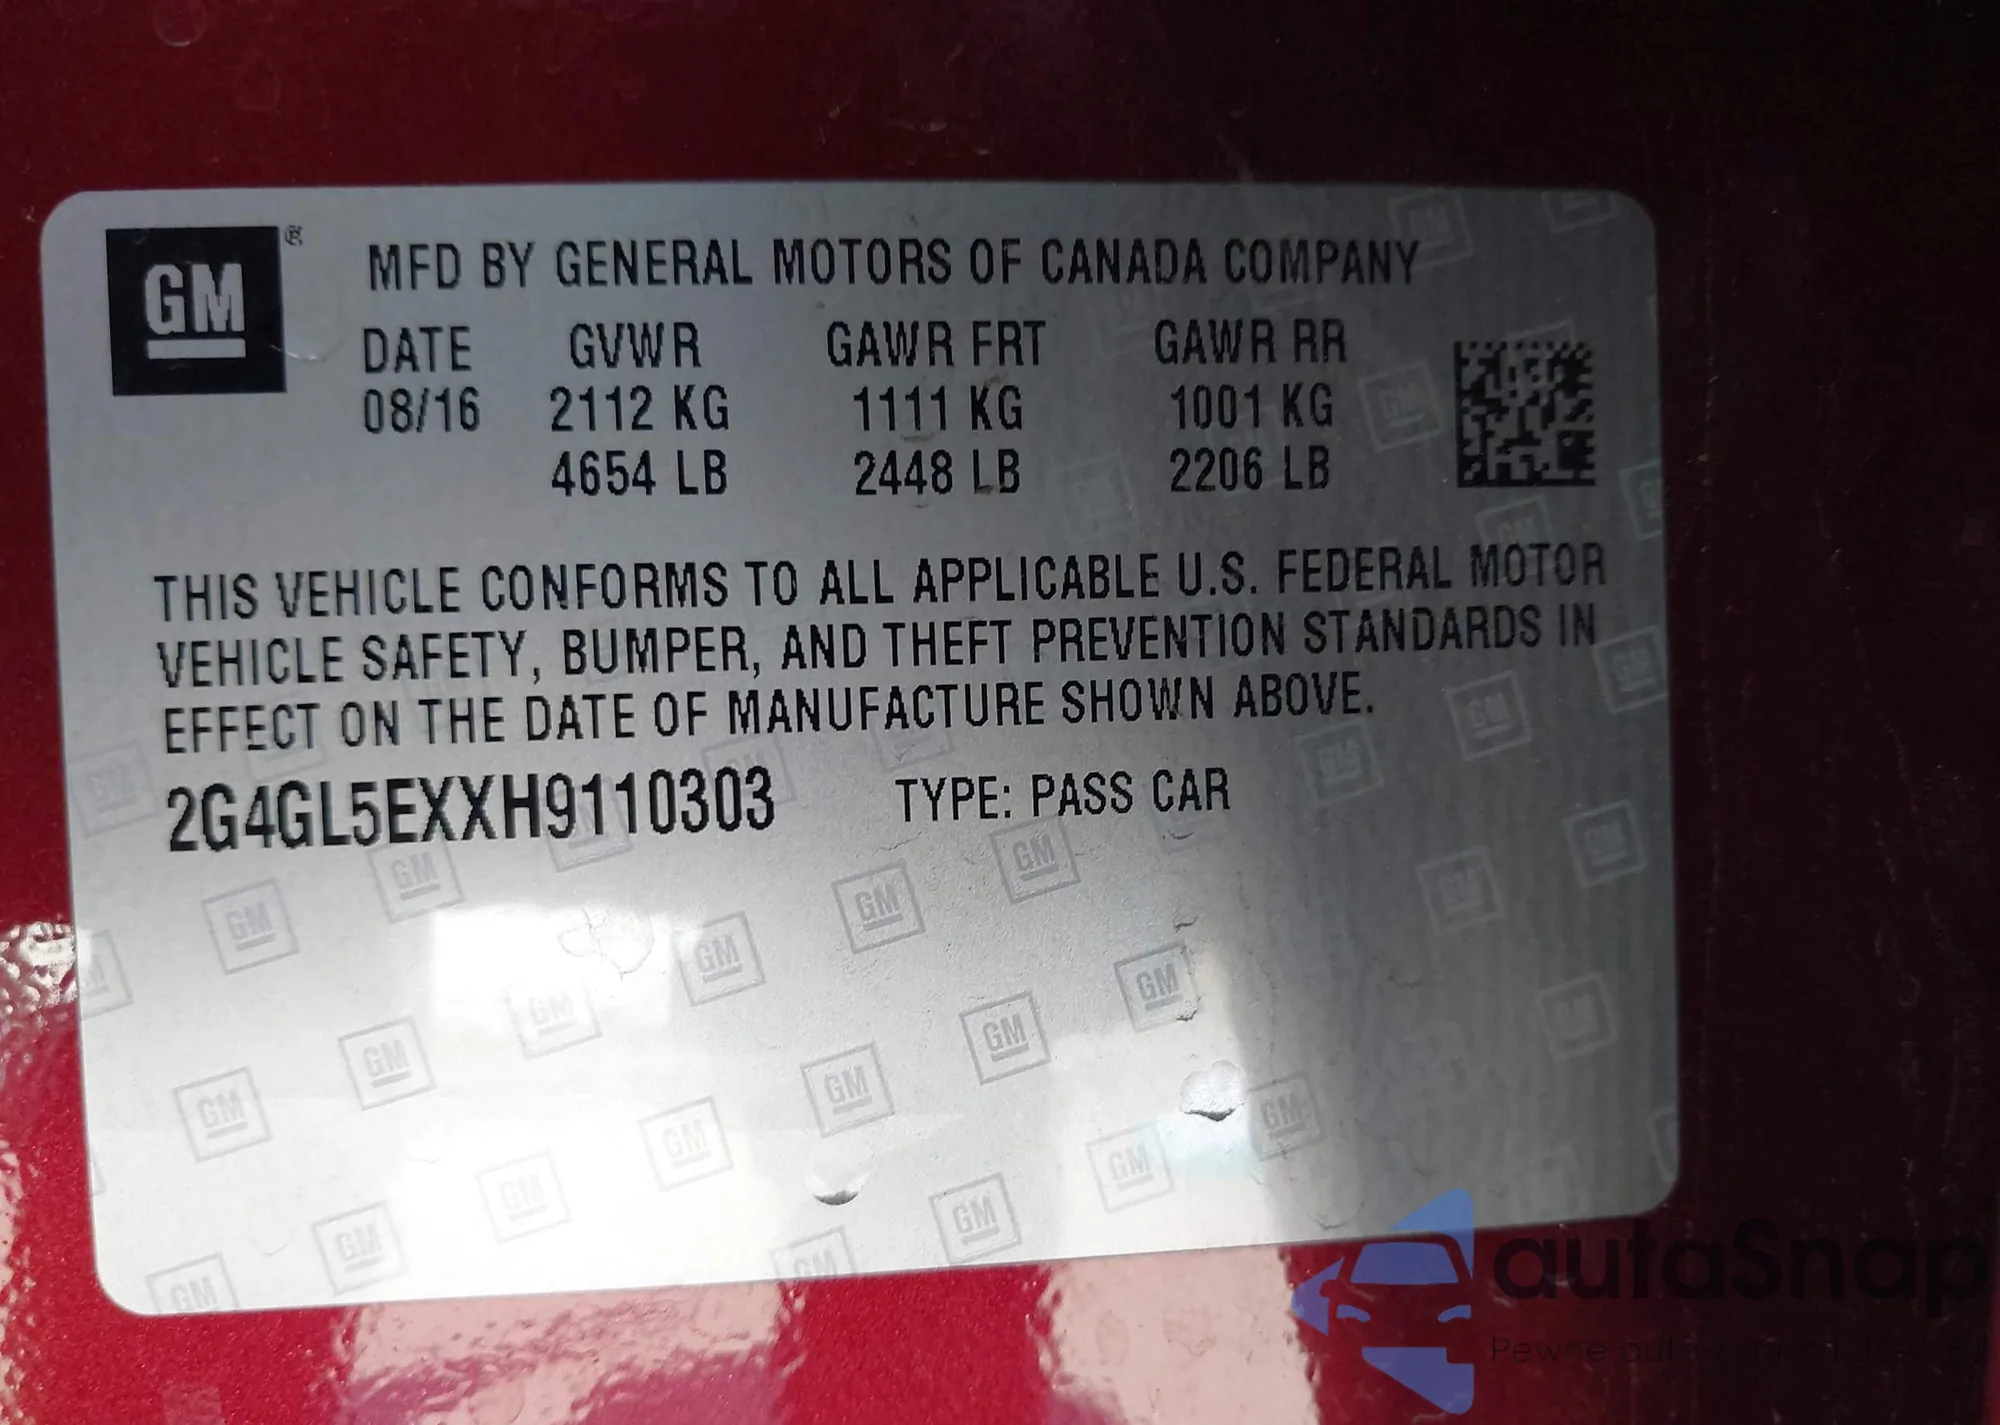 GM ®
MFD BY GENERAL MOTORS OF CANADA COMPANY
DATE GVWR GAWR FRT GAWR RR
08/16 2112 KG 1111 KG 1001 KG
4654 LB 2448 LB 2206 LB
THIS VEHICLE CONFORMS TO ALL APPLICABLE U.S. FEDERAL MOTOR
VEHICLE SAFETY, BUMPER, AND THEFT PREVENTION STANDARDS IN
EFFECT ON THE DATE OF MANUFACTURE SHOWN ABOVE.
2G4GL5EXXH9110303 TYPE: PASS CAR
autaSnap
Pewne